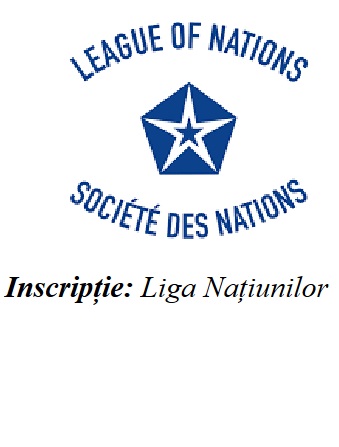 LEAGUE OF NATIONS
SOCIÉTÉ DES NATIONS
Inscripție: Liga Națiunilor